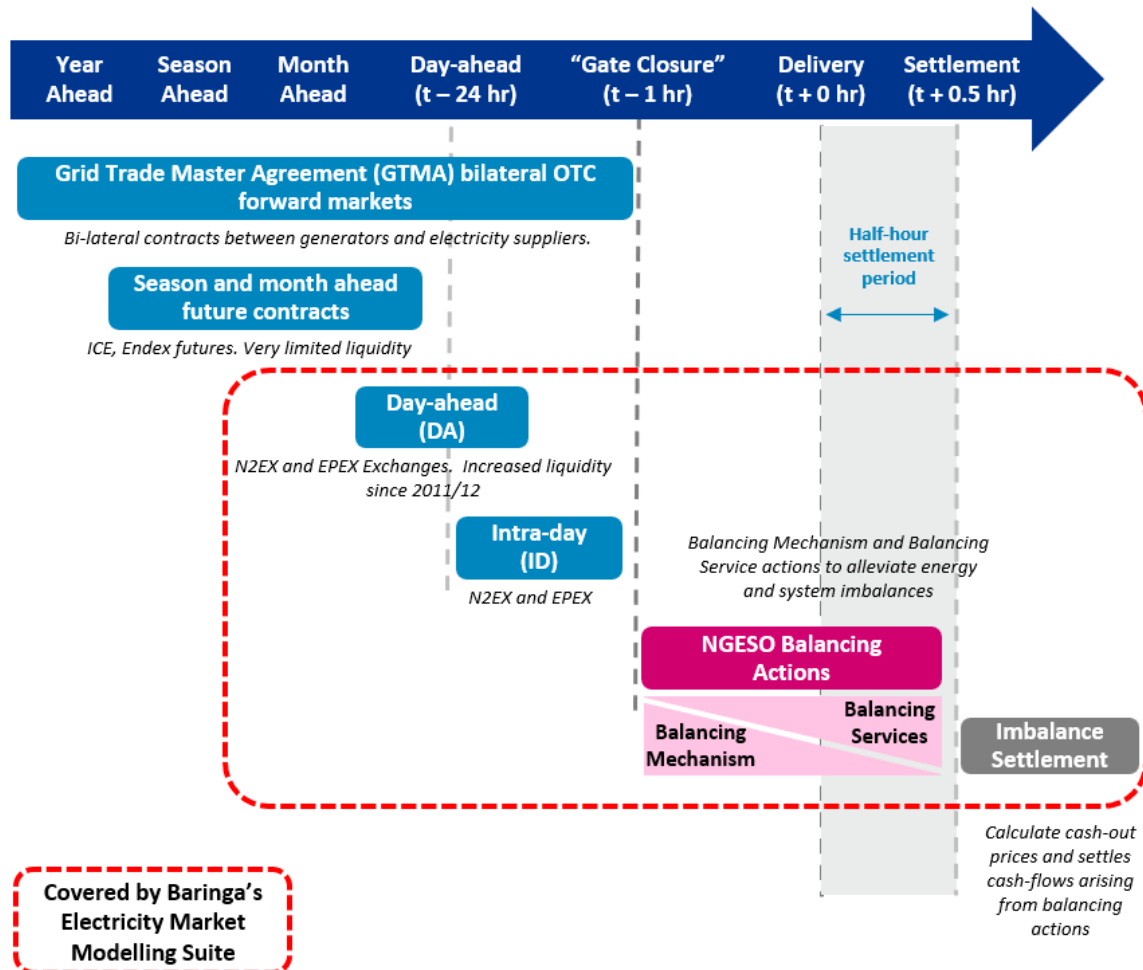 Year
Ahead
Season
Ahead
Month
Ahead
Day-ahead
(t – 24 hr)
“Gate Closure”
(t – 1 hr)
Delivery
(t + 0 hr)
Settlement
(t + 0.5 hr)
Grid Trade Master Agreement (GTMA) bilateral OTC
forward markets
Bi-lateral contracts between generators and electricity suppliers.
Half-hour
settlement
period
Season and month ahead
future contracts
ICE, Endex futures. Very limited liquidity
Day-ahead
(DA)
N2EX and EPEX Exchanges.  Increased liquidity
since 2011/12
Intra-day
(ID)
N2EX and EPEX
Balancing Mechanism and Balancing
Service actions to alleviate energy
and system imbalances
NGESO Balancing
Actions
Balancing
Mechanism
Balancing
Services
Imbalance
Settlement
Calculate cash-out
prices and settles
cash-flows arising
from balancing
actions
Covered by Baringa’s
Electricity Market
Modelling Suite